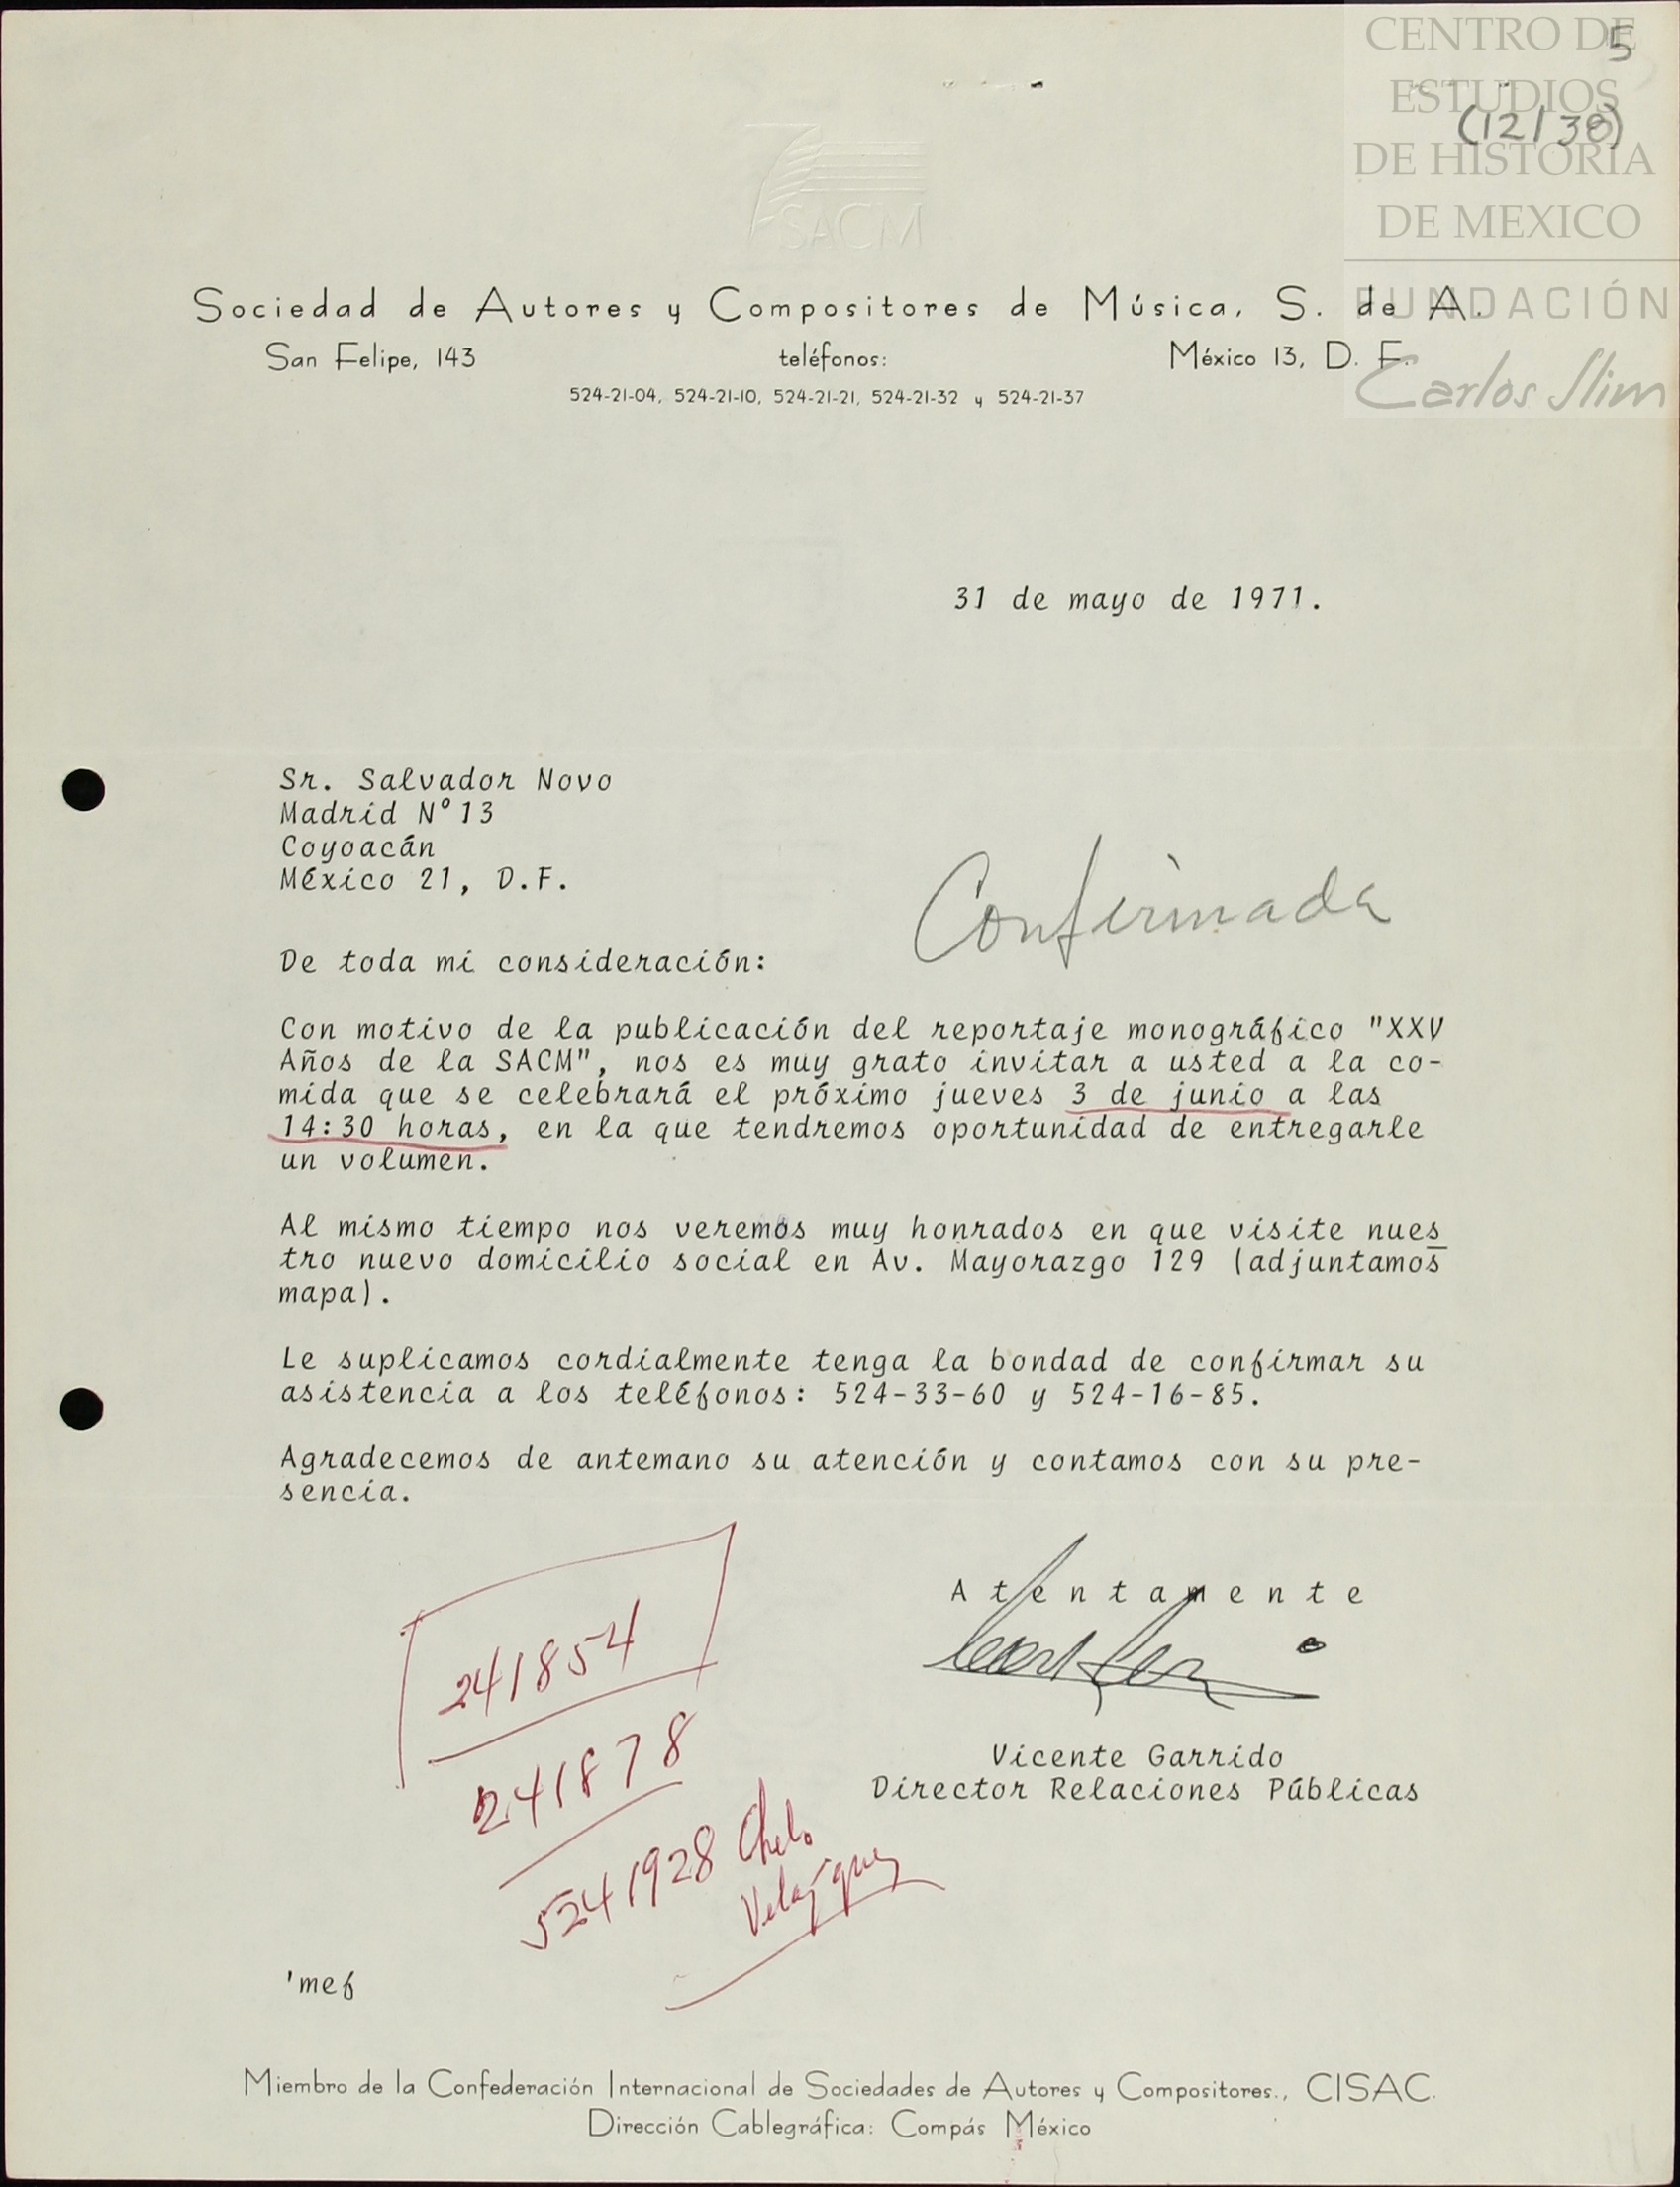 CENTRO DE
ESTUDIOS
DE HISTORIA
DE MEXICO
FUNDACIÓN
Carlos Slim
5
(12/30)
SACM
Sociedad de Autores y Compositores de Música, S. de A.
San Felipe, 143 teléfonos: México 13, D. F.
524-21-04, 524-21-10, 524-21-21, 524-21-32 y 524-21-37
31 de mayo de 1971.
Sr. Salvador Novo
Madrid N°13
Coyoacán
México 21, D.F.
Confirmada
De toda mi consideración:
Con motivo de la publicación del reportaje monográfico "XXV
Años de la SACM", nos es muy grato invitar a usted a la co-
mida que se celebrará el próximo jueves 3 de junio a las
14:30 horas, en la que tendremos oportunidad de entregarle
un volumen.
Al mismo tiempo nos veremos muy honrados en que visite nues
tro nuevo domicilio social en Av. Mayorazgo 129 (adjuntamos
mapa).
Le suplicamos cordialmente tenga la bondad de confirmar su
asistencia a los teléfonos: 524-33-60 y 524-16-85.
Agradecemos de antemano su atención y contamos con su pre-
sencia.
Atentamente
Vicente Garrido
Director Relaciones Públicas
241854
241878
5241928 Chelo
Velázquez
'mef
Miembro de la Confederación Internacional de Sociedades de Autores y Compositores., CISAC.
Dirección Cablegráfica: Compás México